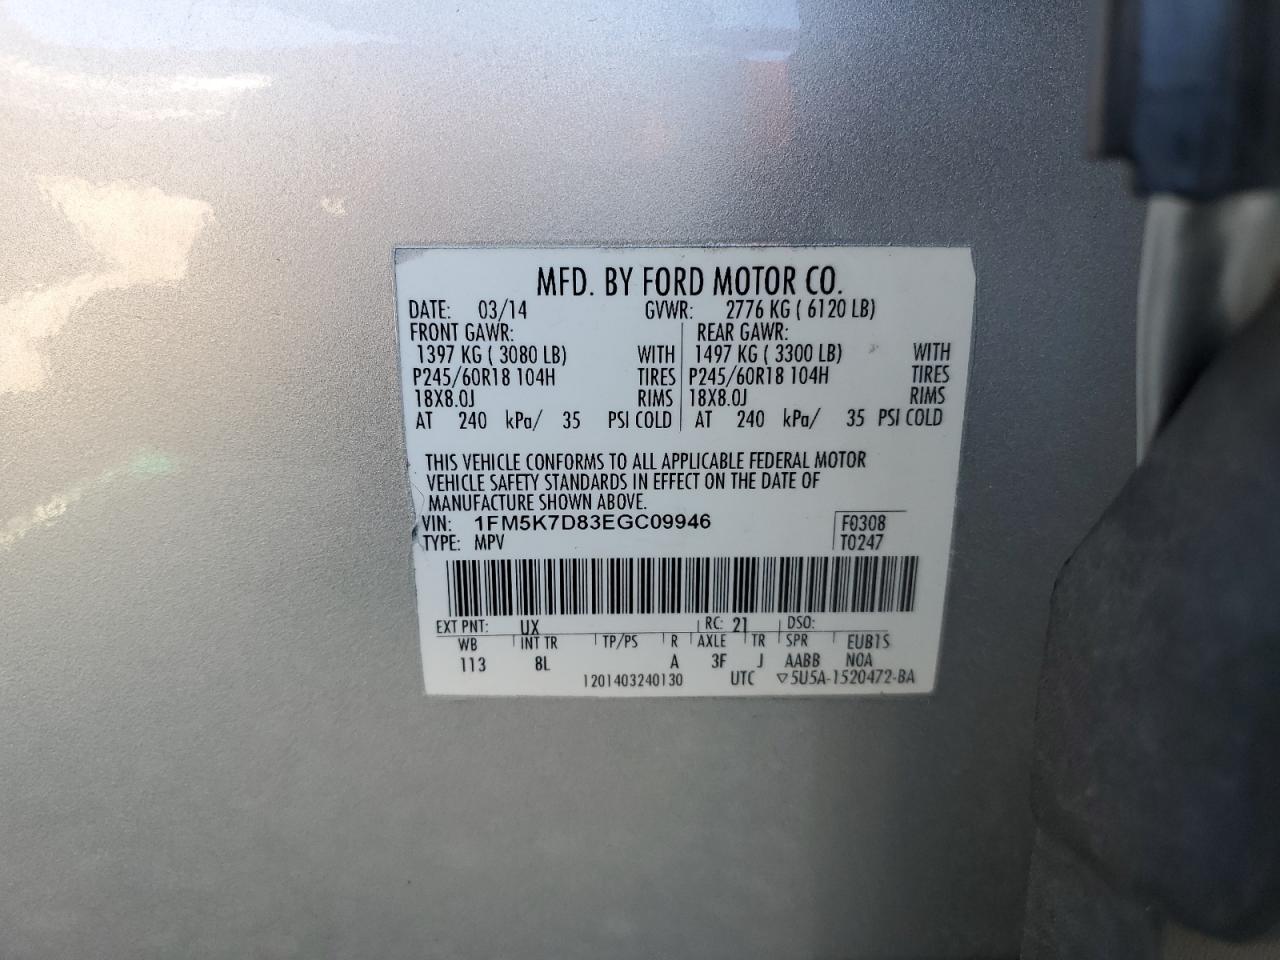 MFD. BY FORD MOTOR CO.
DATE: 03/14 GVWR: 2776 KG ( 6120 LB)
FRONT GAWR: REAR GAWR:
1397 KG ( 3080 LB) WITH 1497 KG ( 3300 LB) WITH
P245/60R18 104H TIRES P245/60R18 104H TIRES
18X8.0J RIMS 18X8.0J RIMS
AT 240 kPa/ 35 PSI COLD AT 240 kPa/ 35 PSI COLD
THIS VEHICLE CONFORMS TO ALL APPLICABLE FEDERAL MOTOR
VEHICLE SAFETY STANDARDS IN EFFECT ON THE DATE OF
MANUFACTURE SHOWN ABOVE.
VIN: 1FM5K7D83EGC09946 F0308
TYPE: MPV T0247
EXT PNT: UX RC: 21 DSO:
WB INT TR TP/PS R AXLE TR SPR EUB1S
113 8L A 3F J AABB NOA
1201403240130 UTC ▽5U5A-1520472-BA